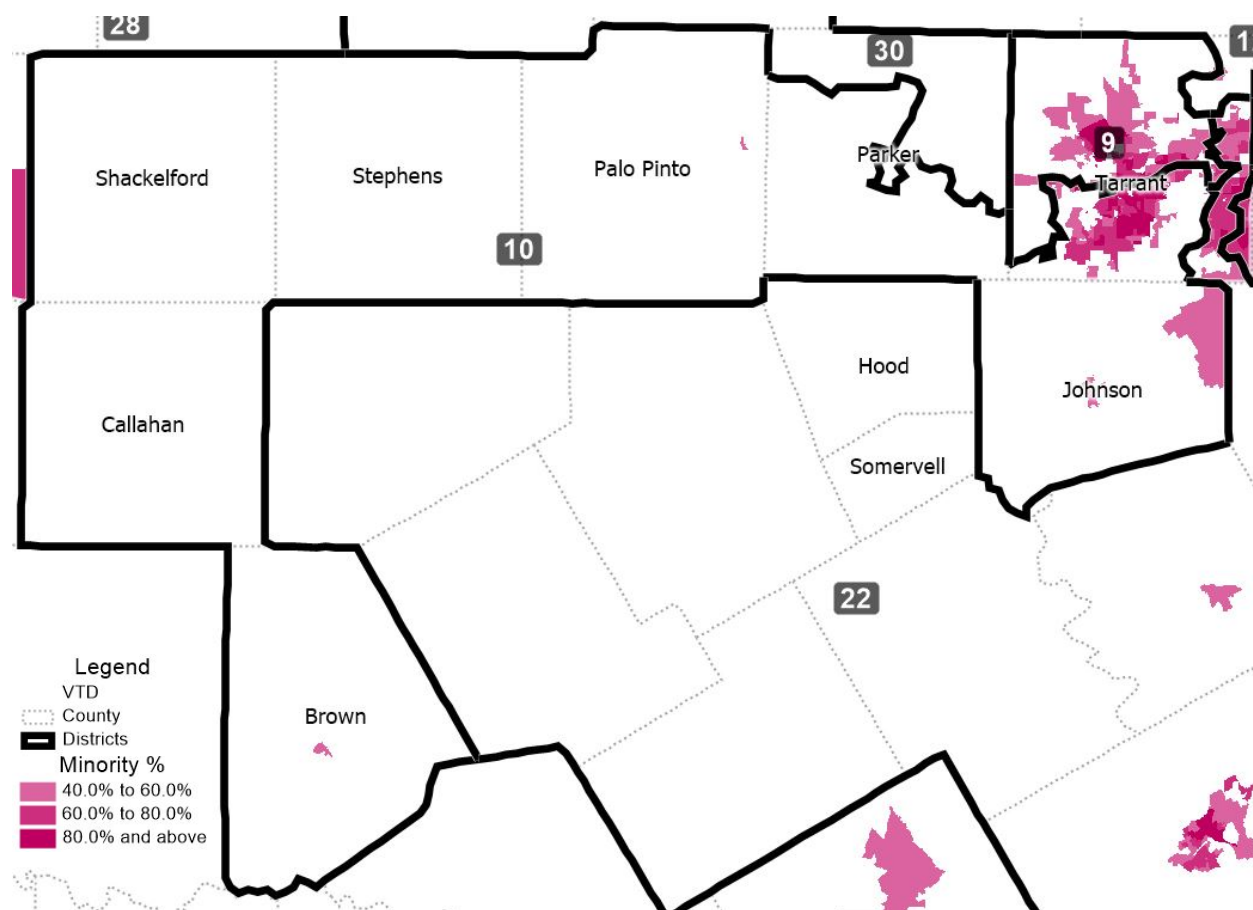 28
30
9
Shackelford
Stephens
Palo Pinto
Parker
Tarrant
10
Hood
Johnson
Callahan
Somervell
22
Brown
Legend
VTD
County
Districts
Minority %
40.0% to 60.0%
60.0% to 80.0%
80.0% and above